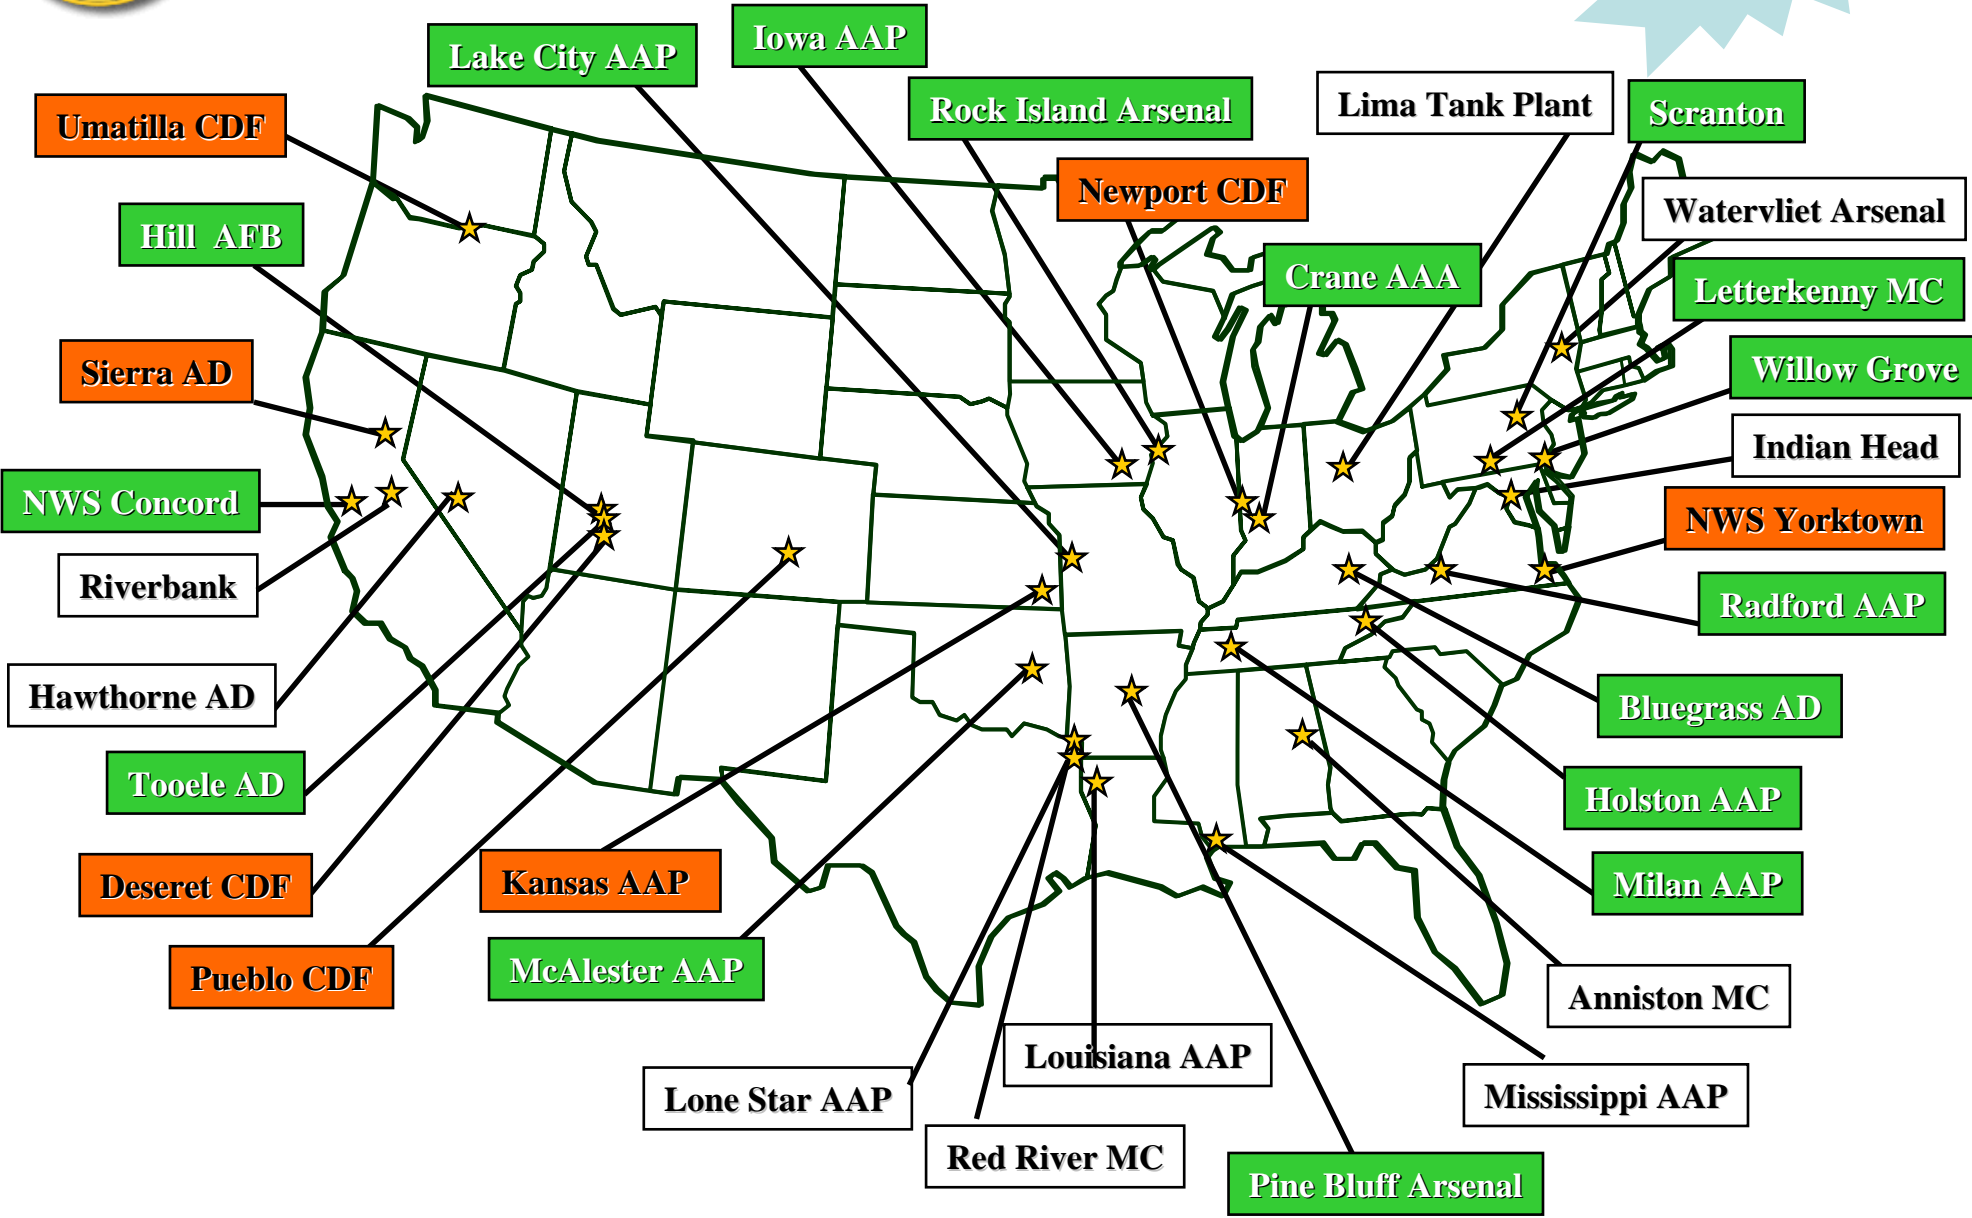 Iowa AAP
Lake City AAP
Rock Island Arsenal
Lima Tank Plant
Scranton
Umatilla CDF
Newport CDF
Watervliet Arsenal
Hill  AFB
Crane AAA
Letterkenny MC
Sierra AD
Willow Grove
Indian Head
NWS Concord
NWS Yorktown
Riverbank
Radford AAP
Hawthorne AD
Bluegrass AD
Tooele AD
Holston AAP
Deseret CDF
Kansas AAP
Milan AAP
Pueblo CDF
McAlester AAP
Anniston MC
Louisiana AAP
Lone Star AAP
Mississippi AAP
Red River MC
Pine Bluff Arsenal